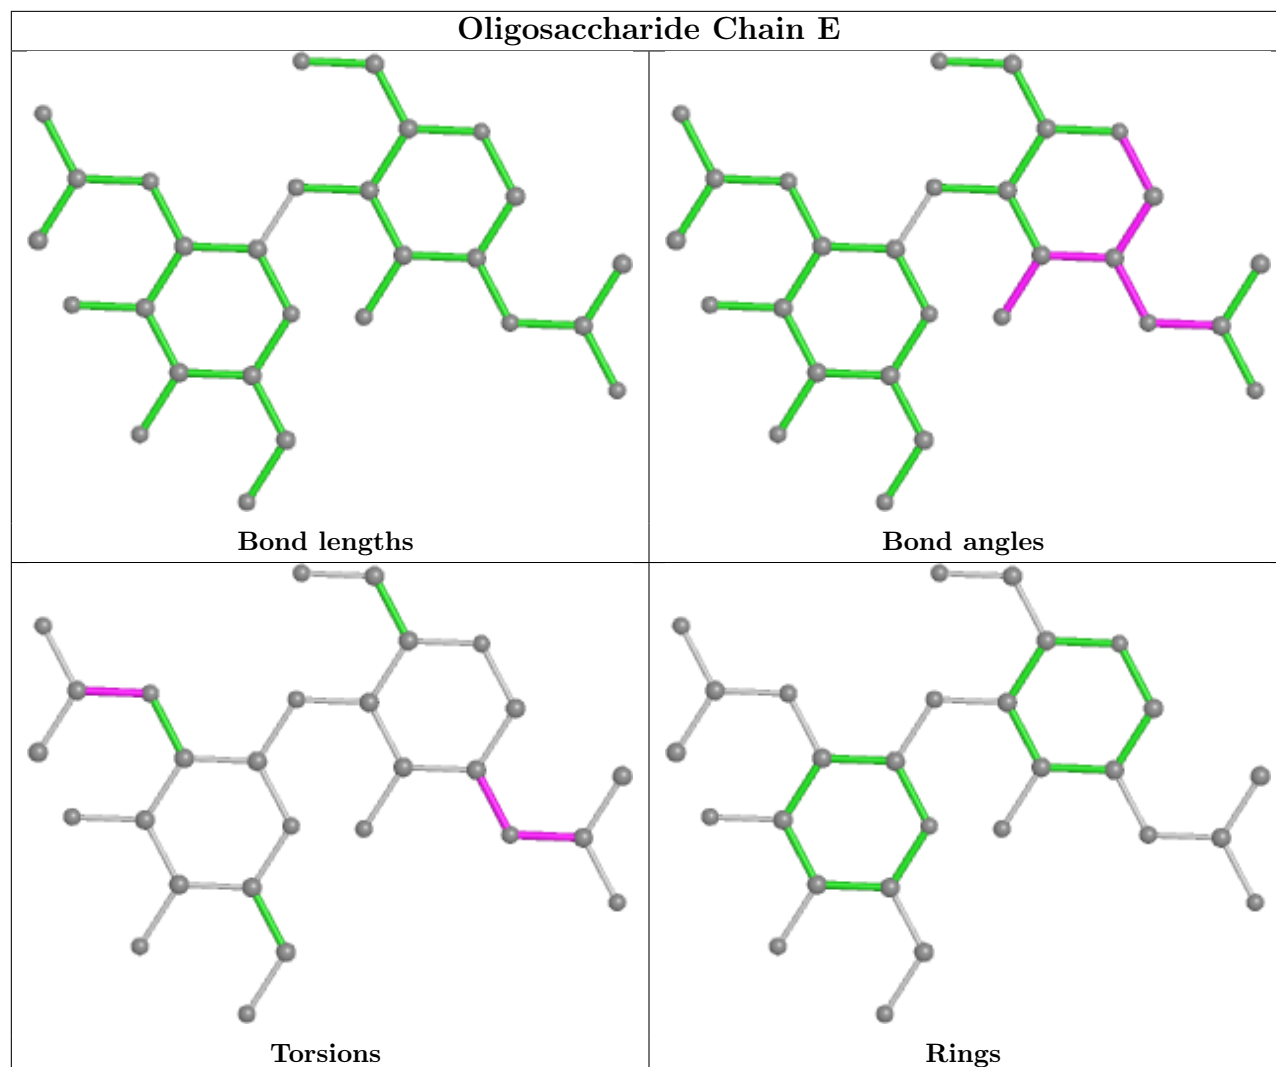 Oligosaccharide Chain E
Bond lengths
Bond angles
Torsions
Rings